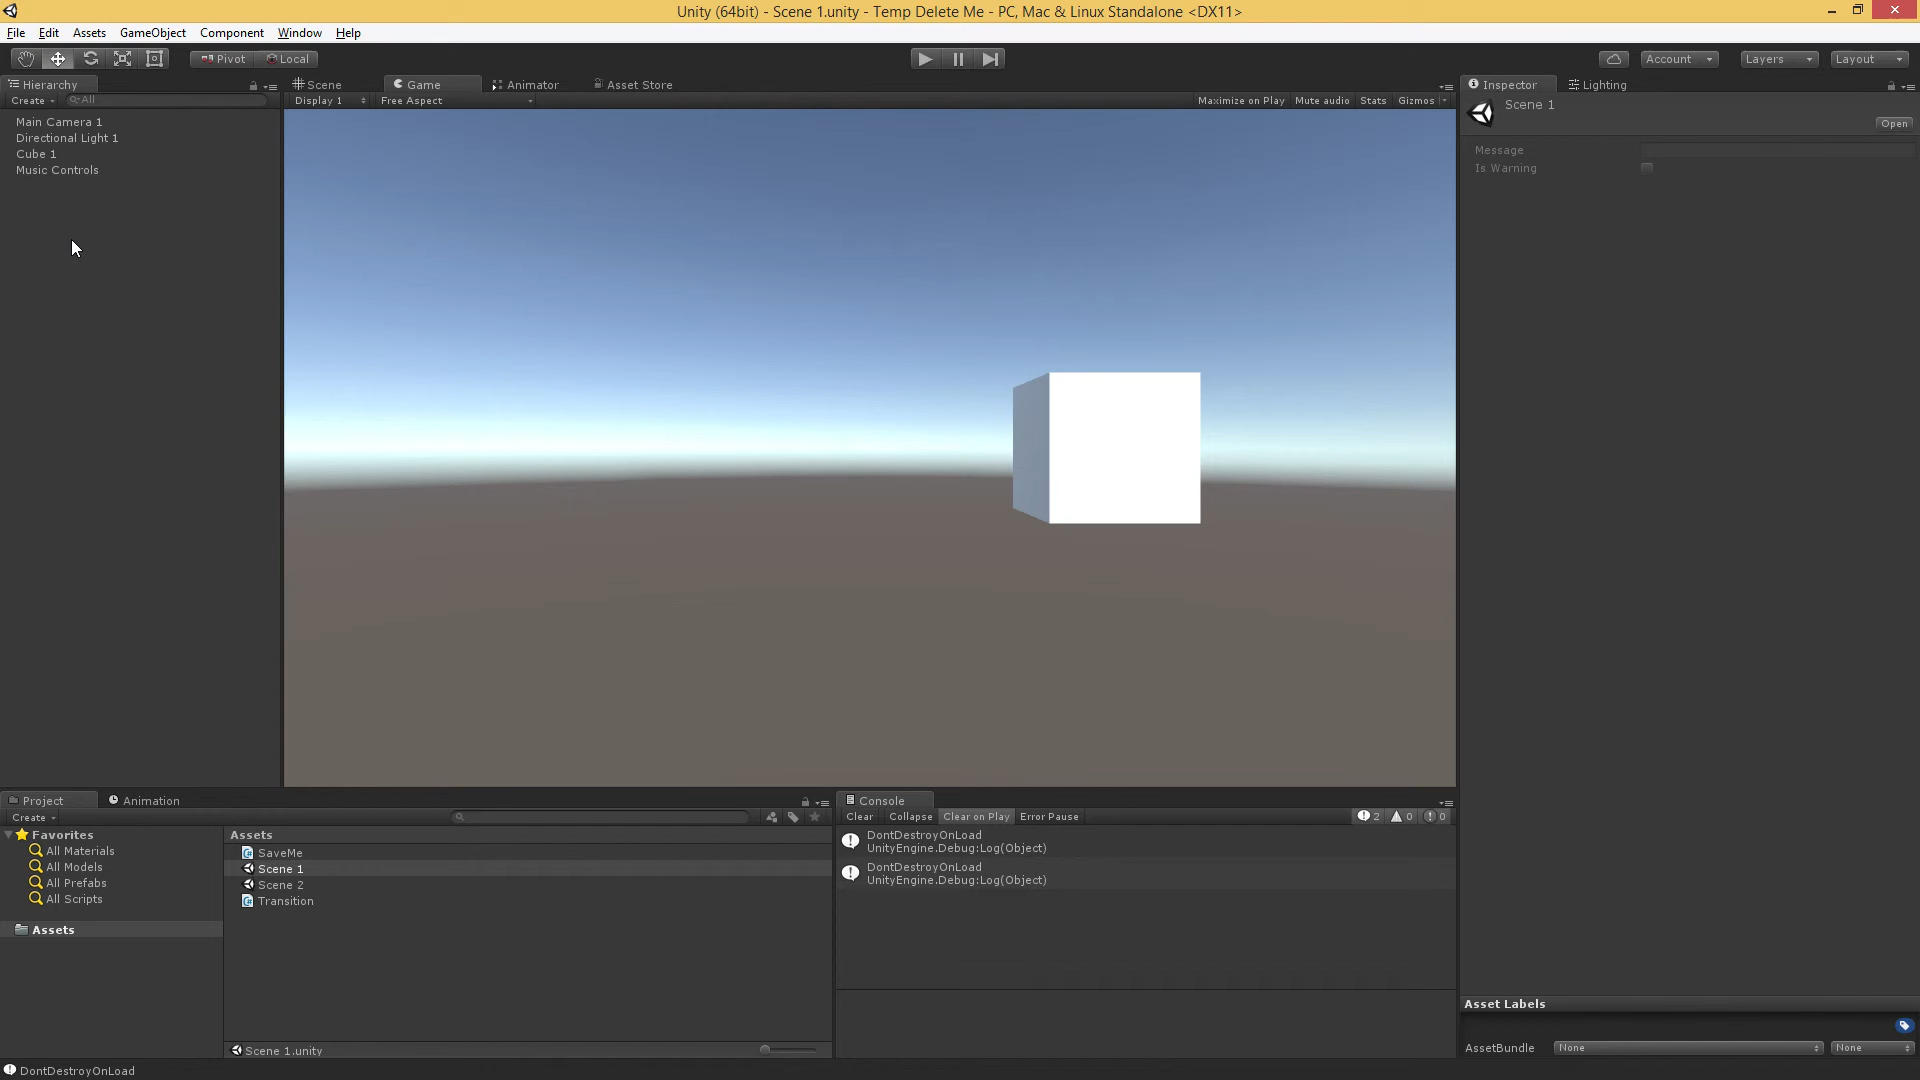 Unity (64bit) - Scene 1.unity - Temp Delete Me - PC, Mac & Linux Standalone <DX11>
File Edit Assets GameObject Component Window Help
Pivot Local Account Layers Layout
Hierarchy Scene Game Animator Asset Store Inspector Lighting
Create All Display 1 Free Aspect Maximize on Play Mute audio Stats Gizmos
Scene 1
Open
Main Camera 1
Directional Light 1
Cube 1
Music Controls
Message
Is Warning
Project Animation
Create
Favorites
All Materials
All Models
All Prefabs
All Scripts
Assets
Assets
SaveMe
Scene 1
Scene 2
Transition
Scene 1.unity
Console
Clear Collapse Clear on Play Error Pause 2 0 0
DontDestroyOnLoad
UnityEngine.Debug:Log(Object)
DontDestroyOnLoad
UnityEngine.Debug:Log(Object)
Asset Labels
AssetBundle None None
DontDestroyOnLoad